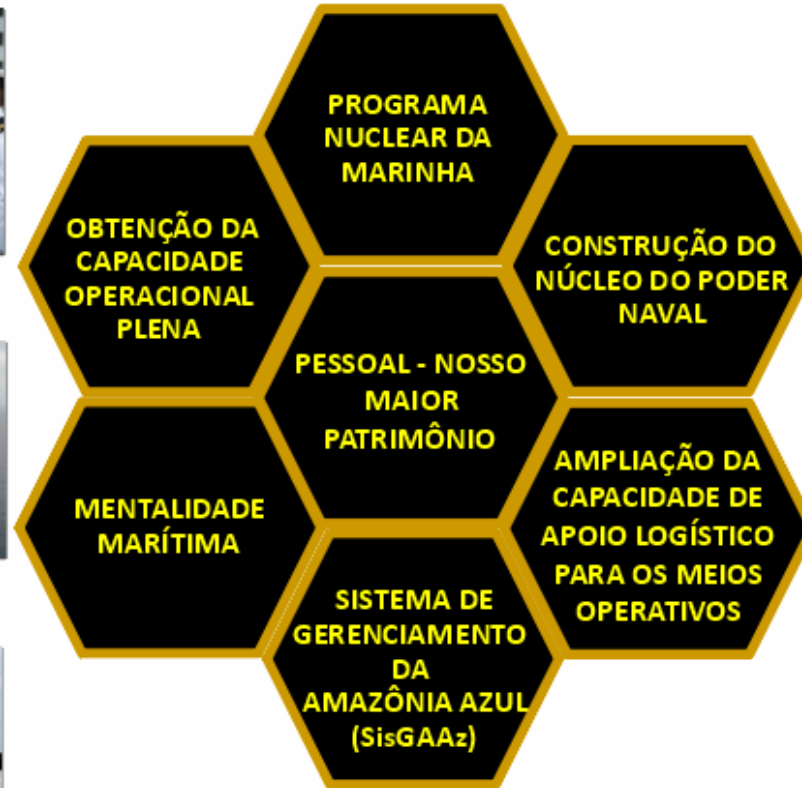 PROGRAMA
NUCLEAR DA
MARINHA
OBTENÇÃO DA
CAPACIDADE
OPERACIONAL
PLENA
CONSTRUÇÃO DO
NÚCLEO DO PODER
NAVAL
PESSOAL - NOSSO
MAIOR
PATRIMÔNIO
MENTALIDADE
MARÍTIMA
AMPLIAÇÃO DA
CAPACIDADE DE
APOIO LOGÍSTICO
PARA OS MEIOS
OPERATIVOS
SISTEMA DE
GERENCIAMENTO
DA
AMAZÔNIA AZUL
(SisGAAz)